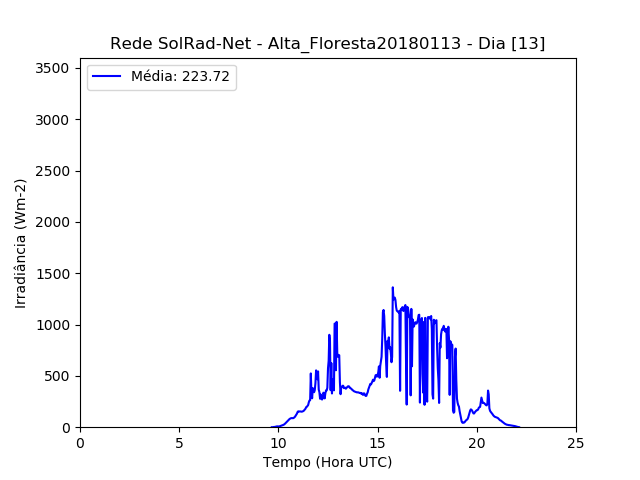 Rede SolRad-Net - Alta_Floresta20180113 - Dia [13]
Média: 223.72
3500
3000
2500
2000
1500
1000
500
0
Irradiância (Wm-2)
0 5 10 15 20 25
Tempo (Hora UTC)